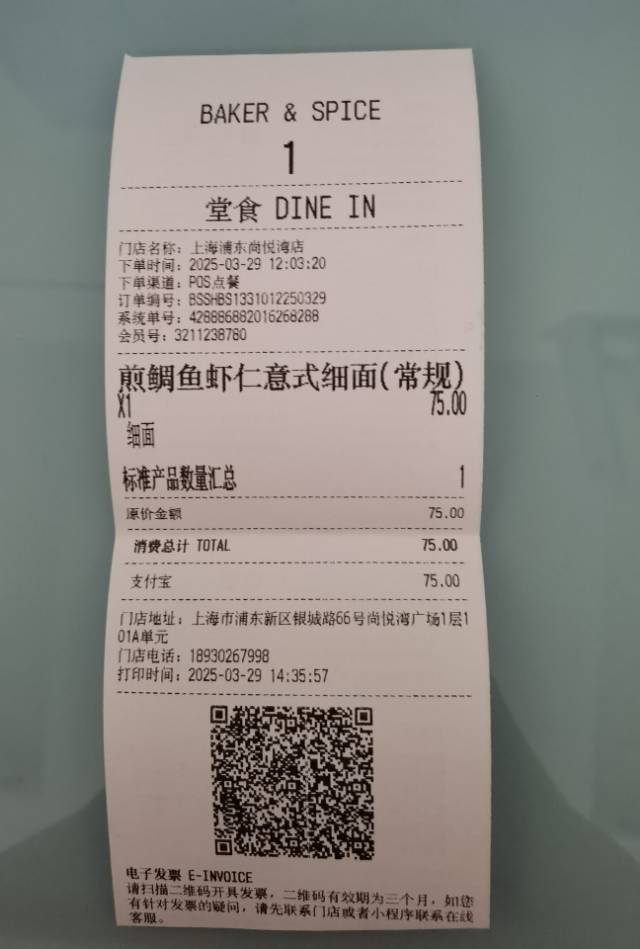 BAKER & SPICE
1
堂食 DINE IN
门店名称: 上海浦东尚悦湾店
下单时间: 2025-03-29 12:03:20
下单渠道: POS点餐
订单编号: BSSHBS1331012250329
系统单号: 428886882016268288
会员号: 3211238780
煎鲷鱼虾仁意式细面(常规)
X1 75.00
细面
标准产品数量汇总 1
原价金额 75.00
消费总计 TOTAL 75.00
支付宝 75.00
门店地址: 上海市浦东新区银城路66号尚悦湾广场1层1
01A单元
门店电话: 18930267998
打印时间: 2025-03-29 14:35:57
电子发票 E-INVOICE
请扫描二维码开具发票, 二维码有效期为三个月, 如您
有针对发票的疑问, 请先联系门店或者小程序联系在线
客服。